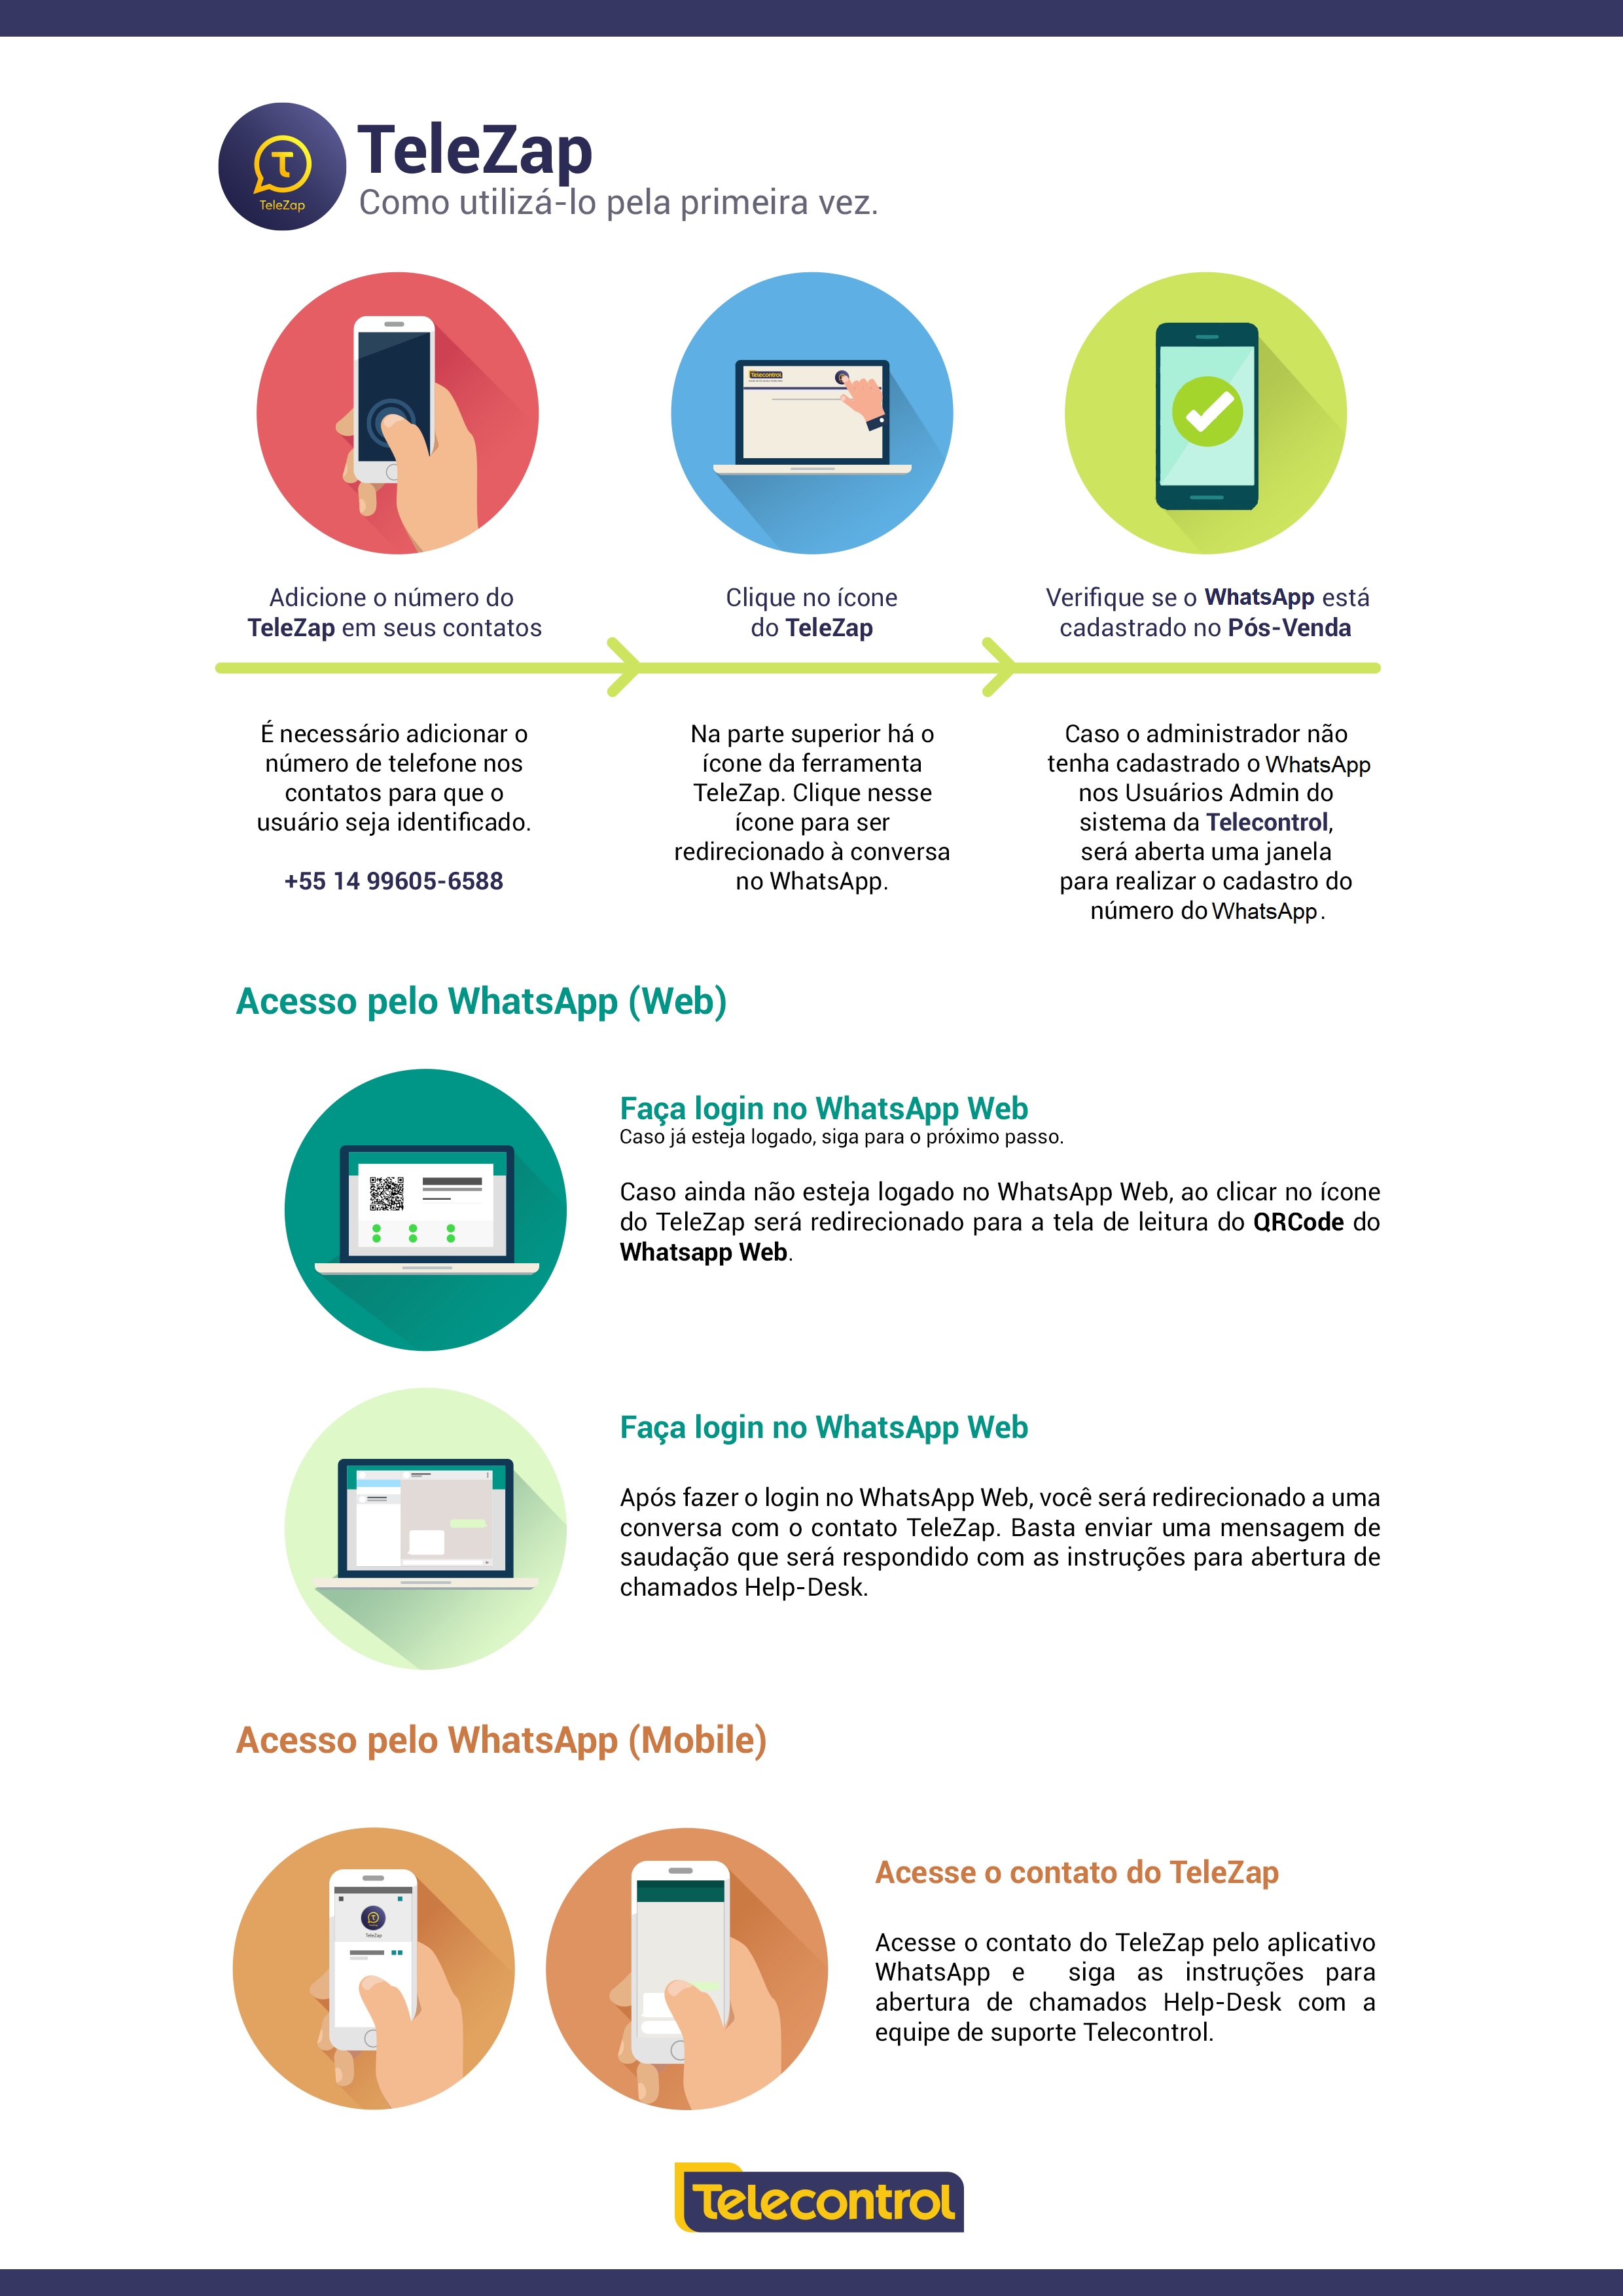 TeleZap
TeleZap
Como utilizá-lo pela primeira vez.
Telecontrol
Adicione o número do
TeleZap em seus contatos
Clique no ícone
do TeleZap
Verifique se o WhatsApp está
cadastrado no Pós-Venda
É necessário adicionar o
número de telefone nos
contatos para que o
usuário seja identificado.
+55 14 99605-6588
Na parte superior há o
ícone da ferramenta
TeleZap. Clique nesse
ícone para ser
redirecionado à conversa
no WhatsApp.
Caso o administrador não
tenha cadastrado o WhatsApp
nos Usuários Admin do
sistema da Telecontrol,
será aberta uma janela
para realizar o cadastro do
número do WhatsApp.
Acesso pelo WhatsApp (Web)
Faça login no WhatsApp Web
Caso já esteja logado, siga para o próximo passo.
Caso ainda não esteja logado no WhatsApp Web, ao clicar no ícone
do TeleZap será redirecionado para a tela de leitura do QRCode do
Whatsapp Web.
Faça login no WhatsApp Web
Após fazer o login no WhatsApp Web, você será redirecionado a uma
conversa com o contato TeleZap. Basta enviar uma mensagem de
saudação que será respondido com as instruções para abertura de
chamados Help-Desk.
Acesso pelo WhatsApp (Mobile)
TeleZap
Acesse o contato do TeleZap
Acesse o contato do TeleZap pelo aplicativo
WhatsApp e siga as instruções para
abertura de chamados Help-Desk com a
equipe de suporte Telecontrol.
Telecontrol